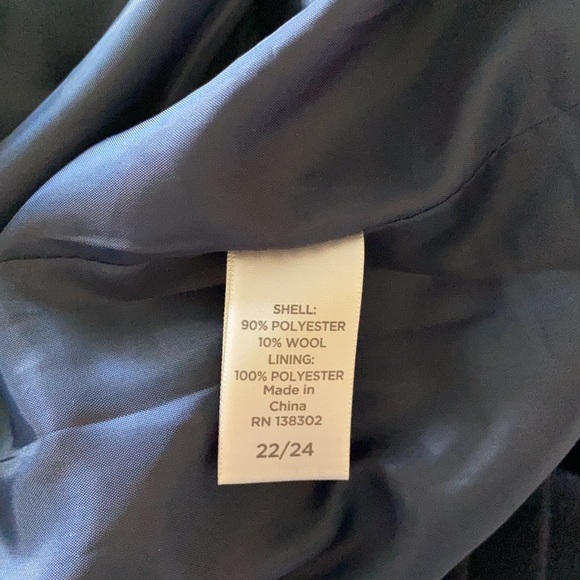 SHELL:
90% POLYESTER
10% WOOL
LINING:
100% POLYESTER
Made in
China
RN 138302
22/24